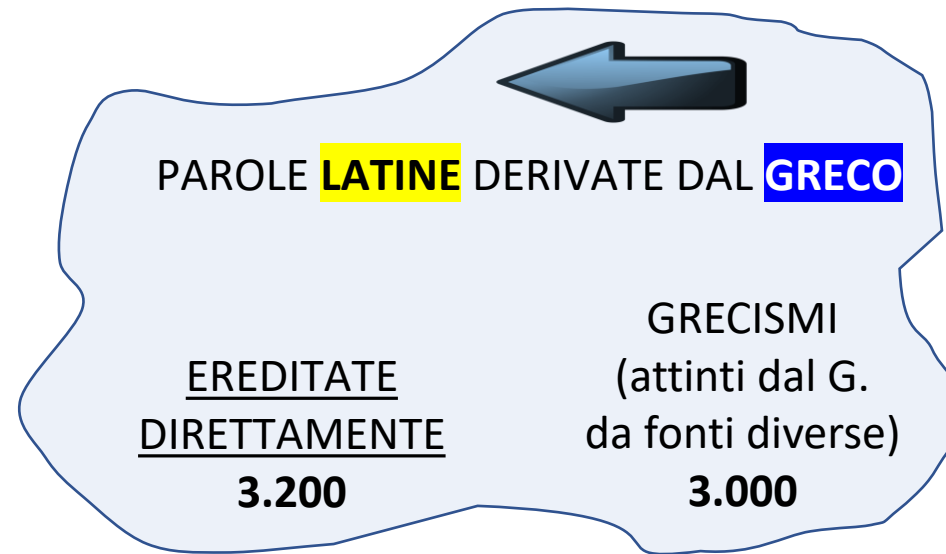 PAROLE LATINE DERIVATE DAL GRECO
EREDITATE
DIRETTAMENTE
3.200
GRECISMI
(attinti dal G.
da fonti diverse)
3.000